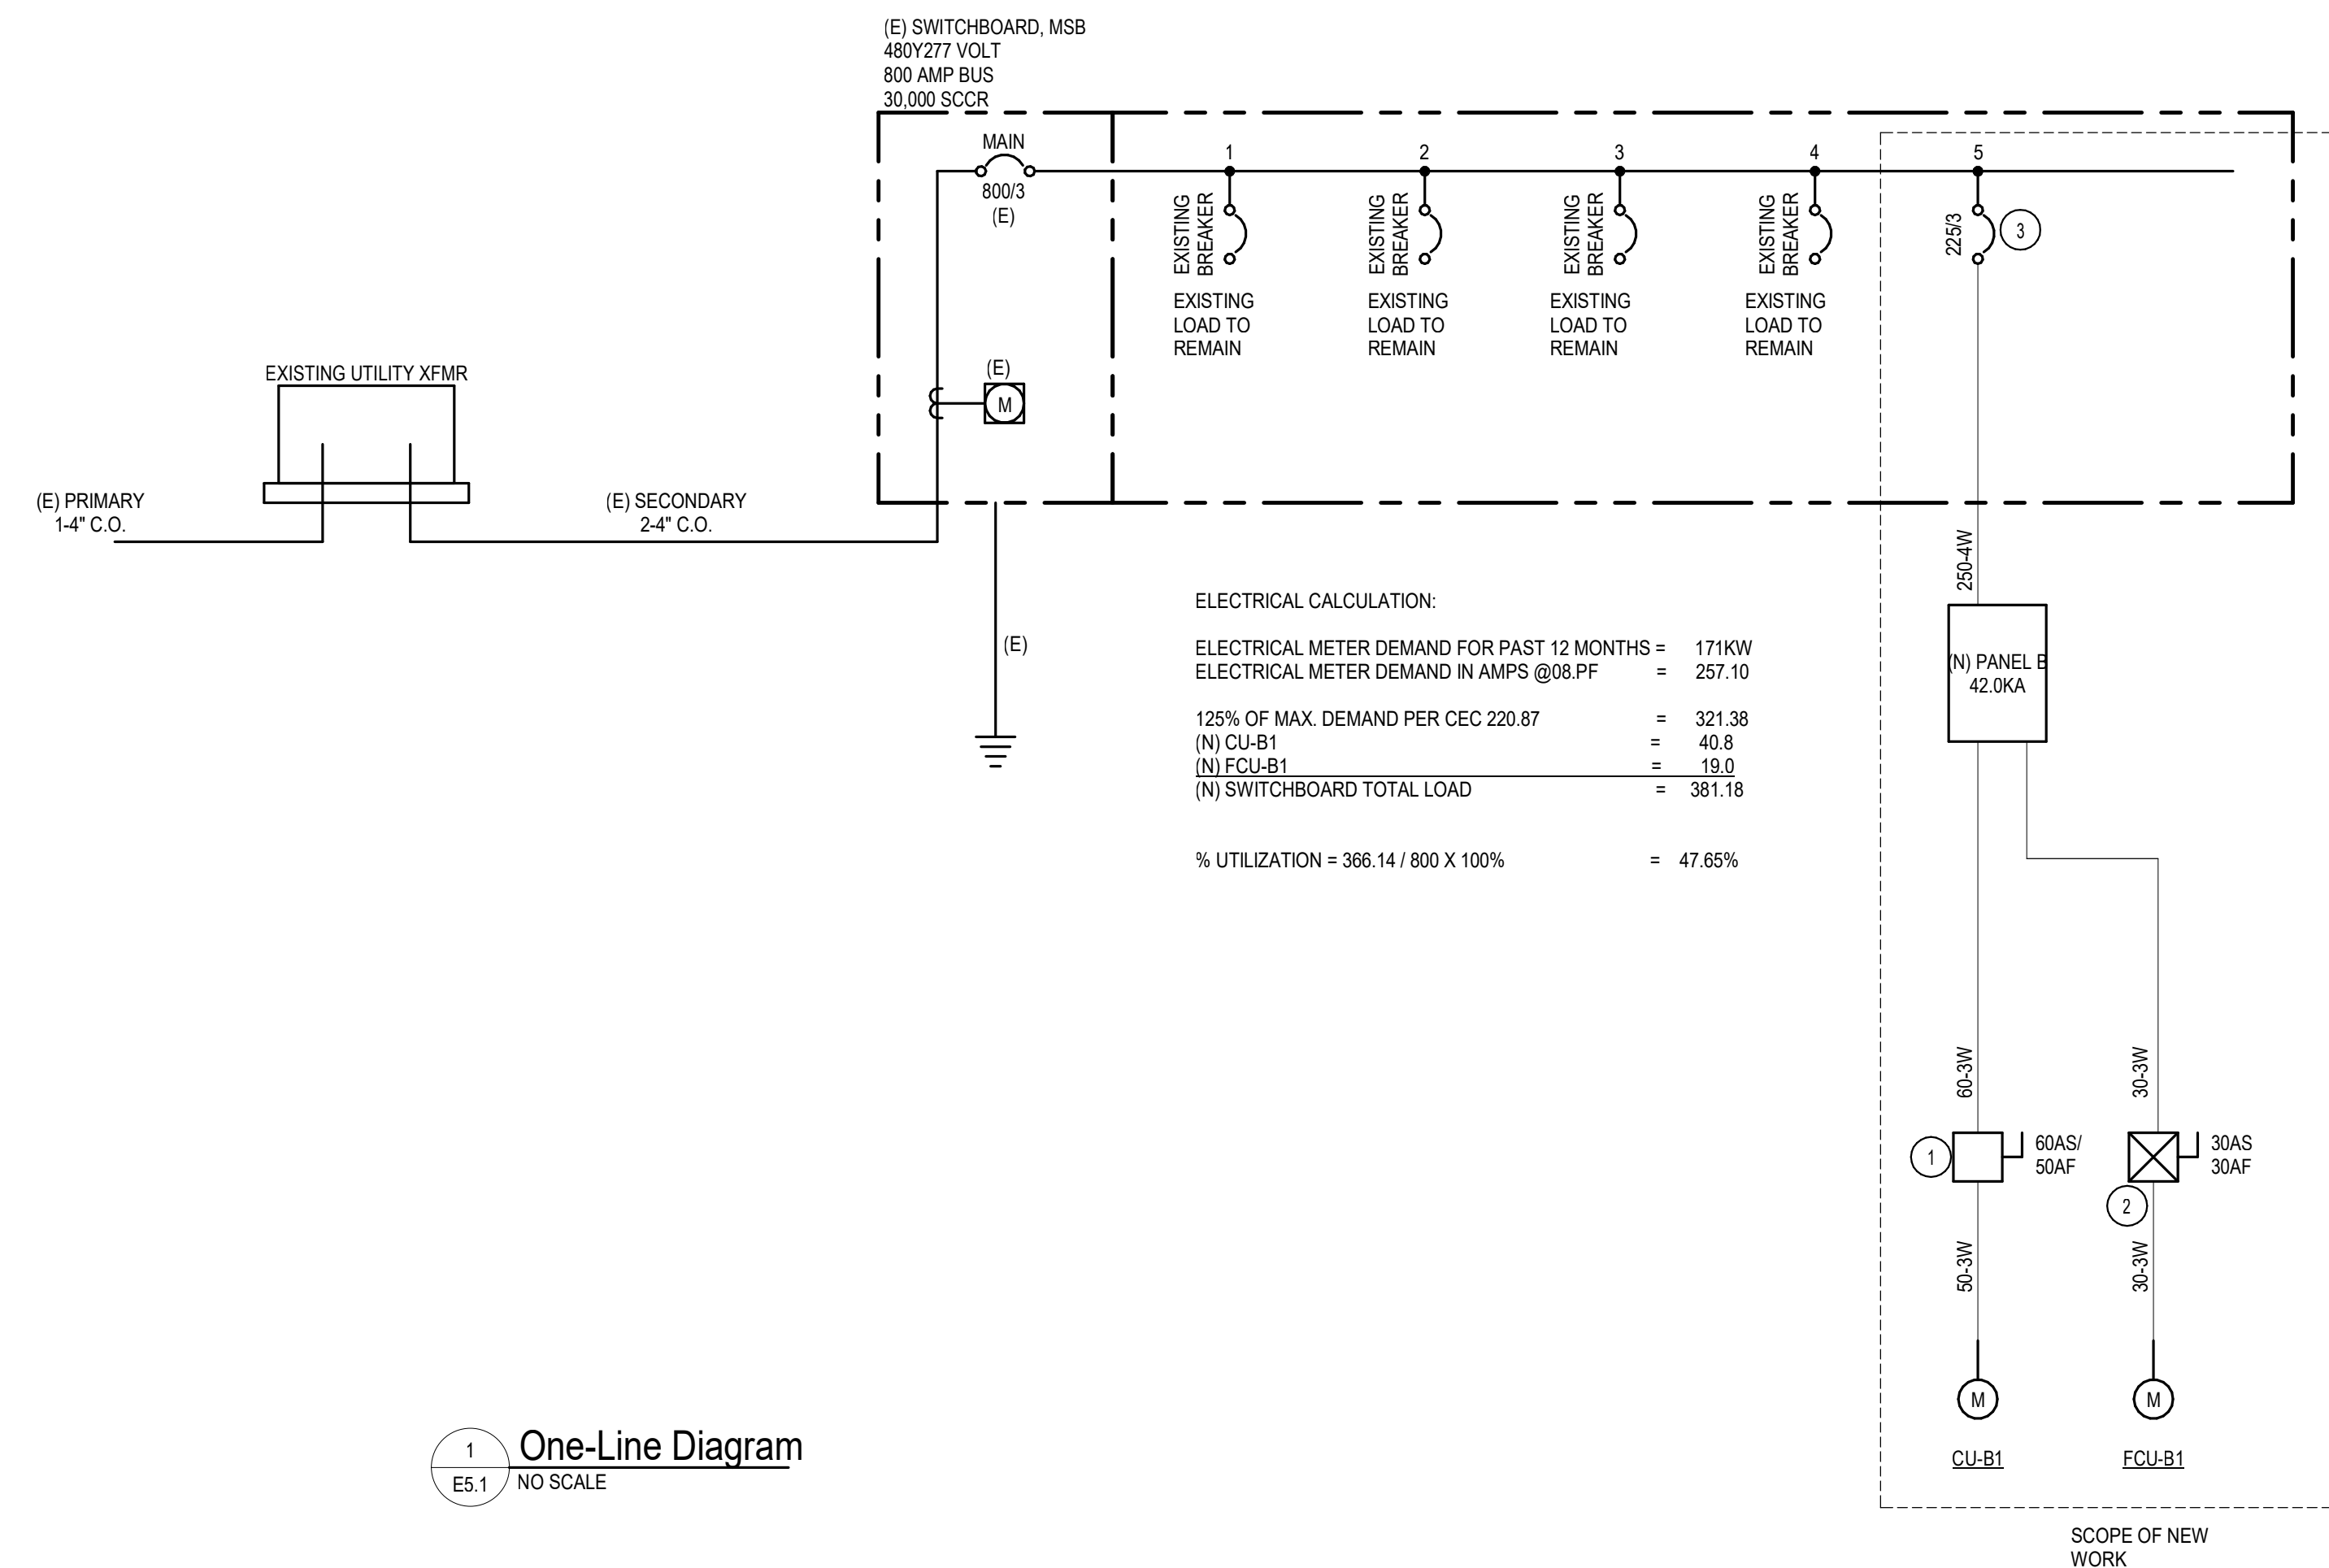 (E) SWITCHBOARD, MSB
480Y277 VOLT
800 AMP BUS
30,000 SCCR
MAIN
800/3
(E)
1
2
3
4
5
EXISTING
BREAKER
EXISTING
BREAKER
EXISTING
BREAKER
EXISTING
BREAKER
225/3
3
EXISTING
LOAD TO
REMAIN
EXISTING
LOAD TO
REMAIN
EXISTING
LOAD TO
REMAIN
EXISTING
LOAD TO
REMAIN
(E)
M
EXISTING UTILITY XFMR
(E) PRIMARY
1-4" C.O.
(E) SECONDARY
2-4" C.O.
(E)
250-4W
ELECTRICAL CALCULATION:
ELECTRICAL METER DEMAND FOR PAST 12 MONTHS = 171KW
ELECTRICAL METER DEMAND IN AMPS @08.PF = 257.10
125% OF MAX. DEMAND PER CEC 220.87 = 321.38
(N) CU-B1 = 40.8
(N) FCU-B1 = 19.0
(N) SWITCHBOARD TOTAL LOAD = 381.18
% UTILIZATION = 366.14 / 800 X 100% = 47.65%
(N) PANEL B
42.0KA
60-3W
30-3W
1
60AS/
50AF
30AS
30AF
2
50-3W
30-3W
M
M
CU-B1
FCU-B1
1
E5.1
One-Line Diagram
NO SCALE
SCOPE OF NEW
WORK